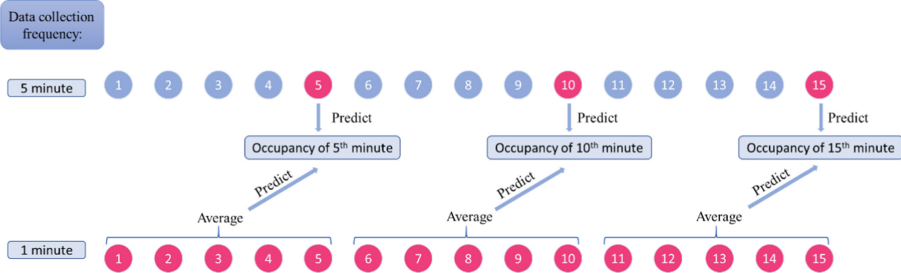 Data collection
frequency:
5 minute
1 2 3 4 5 6 7 8 9 10 11 12 13 14 15
Predict Predict Predict
Occupancy of 5th minute Occupancy of 10th minute Occupancy of 15th minute
Predict Predict Predict
Average Average Average
1 minute
1 2 3 4 5 6 7 8 9 10 11 12 13 14 15